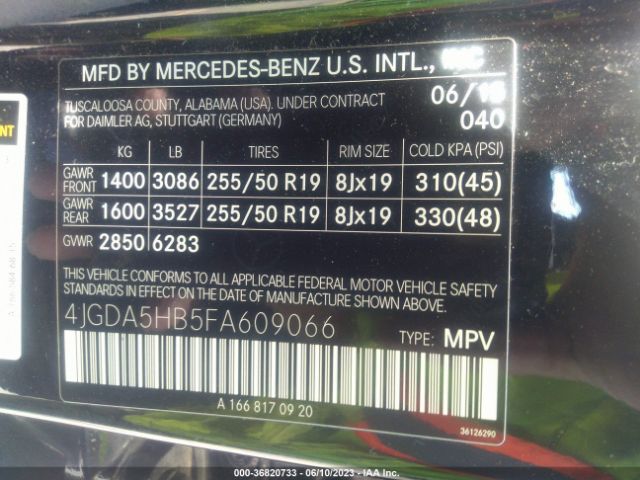 MFD BY MERCEDES-BENZ U.S. INTL., INC
TUSCALOOSA COUNTY, ALABAMA (USA). UNDER CONTRACT
FOR DAIMLER AG, STUTTGART (GERMANY)
06/15
040
KG LB TIRES RIM SIZE COLD KPA (PSI)
GAWR FRONT 1400 3086 255/50 R19 8Jx19 310(45)
GAWR REAR 1600 3527 255/50 R19 8Jx19 330(48)
GVWR 2850 6283
THIS VEHICLE CONFORMS TO ALL APPLICABLE FEDERAL MOTOR VEHICLE SAFETY
STANDARDS IN EFFECT ON THE DATE OF MANUFACTURE SHOWN ABOVE.
4JGDA5HB5FA609066
TYPE: MPV
A 166 817 09 20
36126290
000-36820733 - 06/10/2023 - IAA Inc.